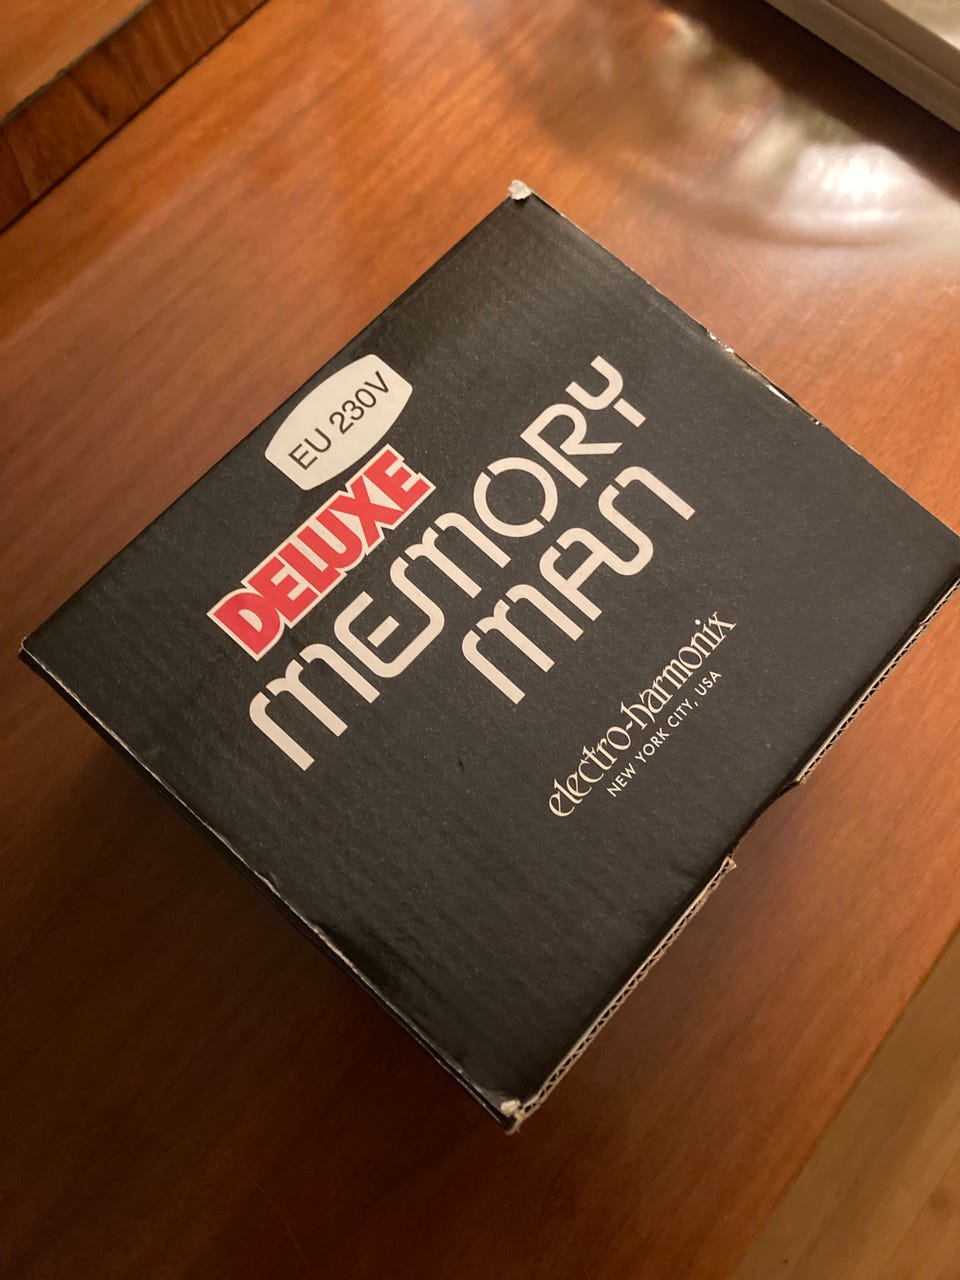 EU 230V
DELUXE
MEMORY
MAN
electro-harmonix
NEW YORK CITY, USA